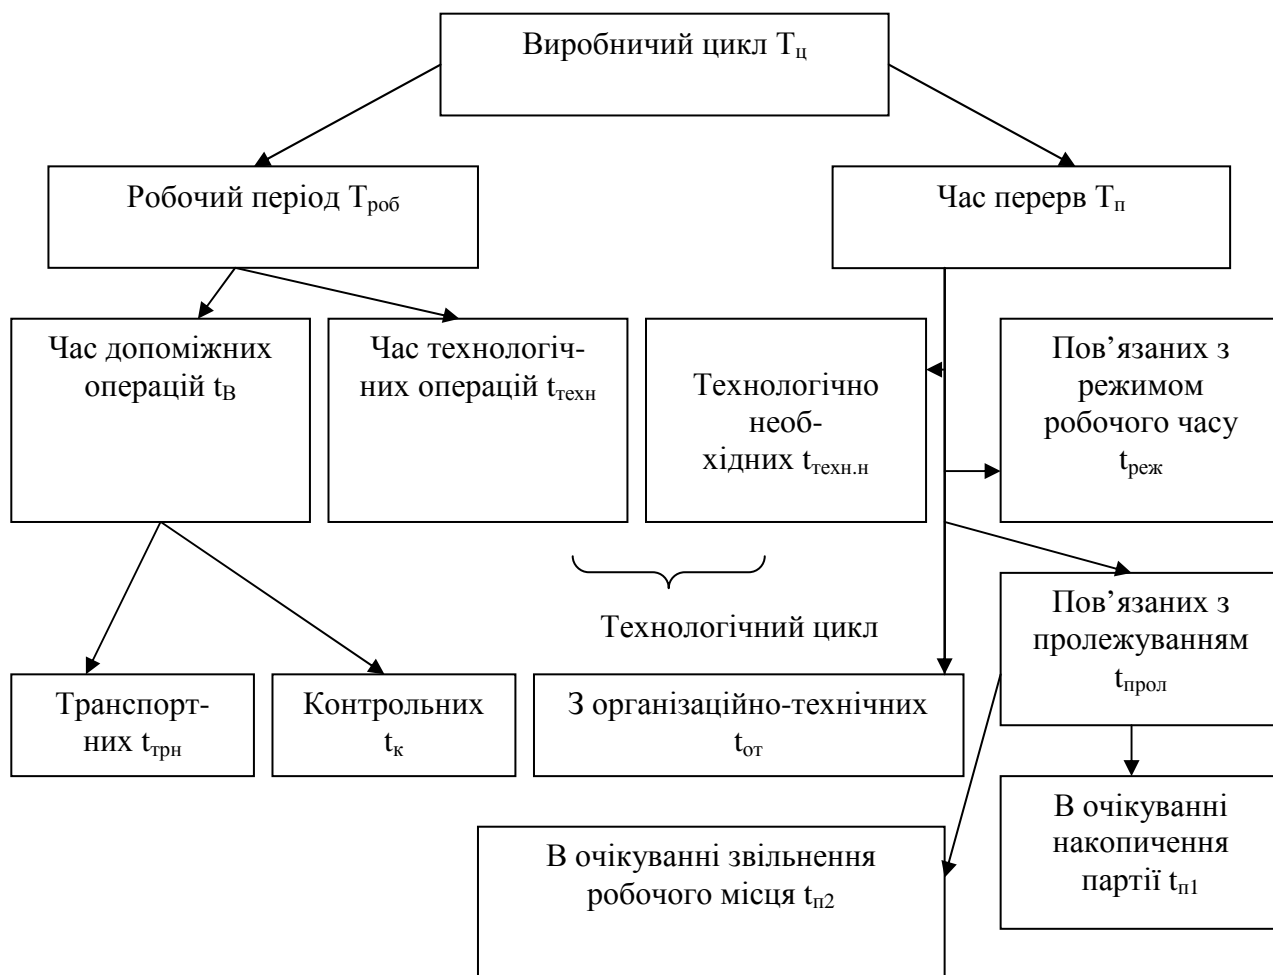 Виробничий цикл Тц
Робочий період Троб
Час перерв Тп
Час допоміжних
операцій tВ
Час технологіч-
них операцій tтехн
Технологічно
необ-
хідних tтехн.н
Пов’язаних з
режимом
робочого часу
tреж
Технологічний цикл
Пов’язаних з
пролежуванням
tпрол
Транспорт-
них tтрн
Контрольних
tк
З організаційно-технічних
tот
В очікуванні звільнення
робочого місця tп2
В очікуванні
накопичення
партії tп1